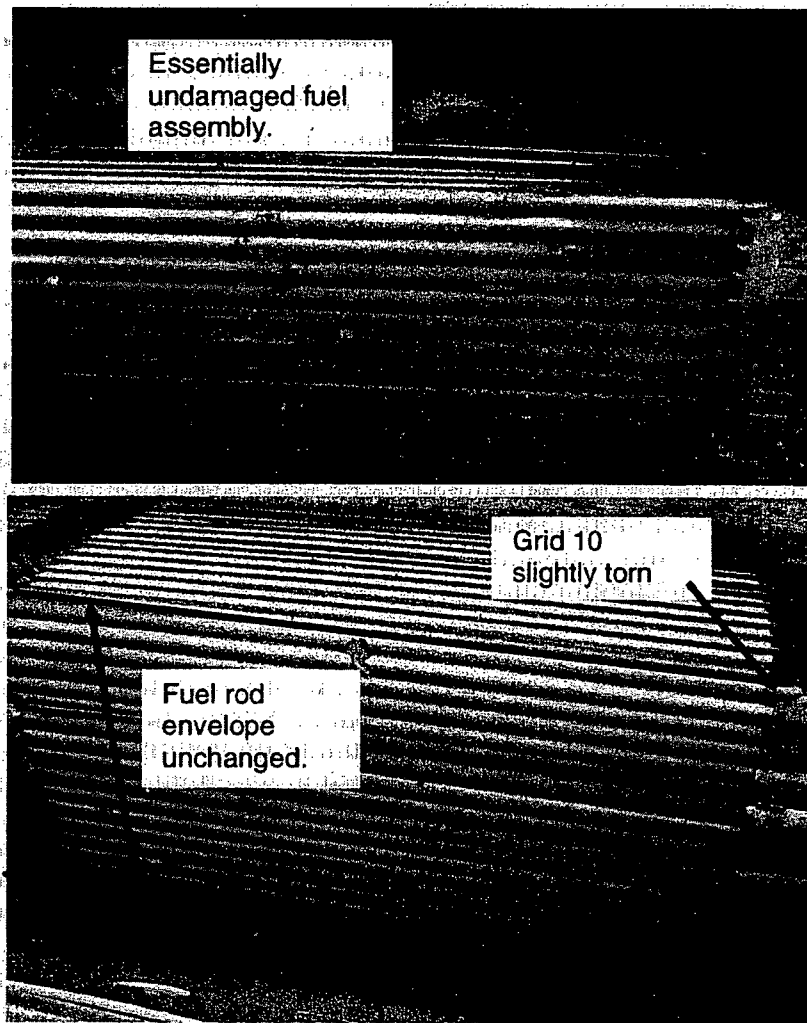 Essentially
undamaged fuel
assembly.
Grid 10
slightly torn
Fuel rod
envelope
unchanged.